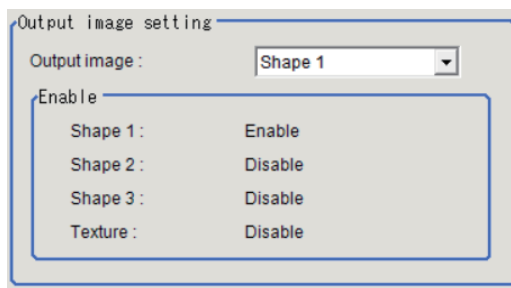 Output image setting
Output image : Shape 1
Enable
Shape 1 : Enable
Shape 2 : Disable
Shape 3 : Disable
Texture : Disable